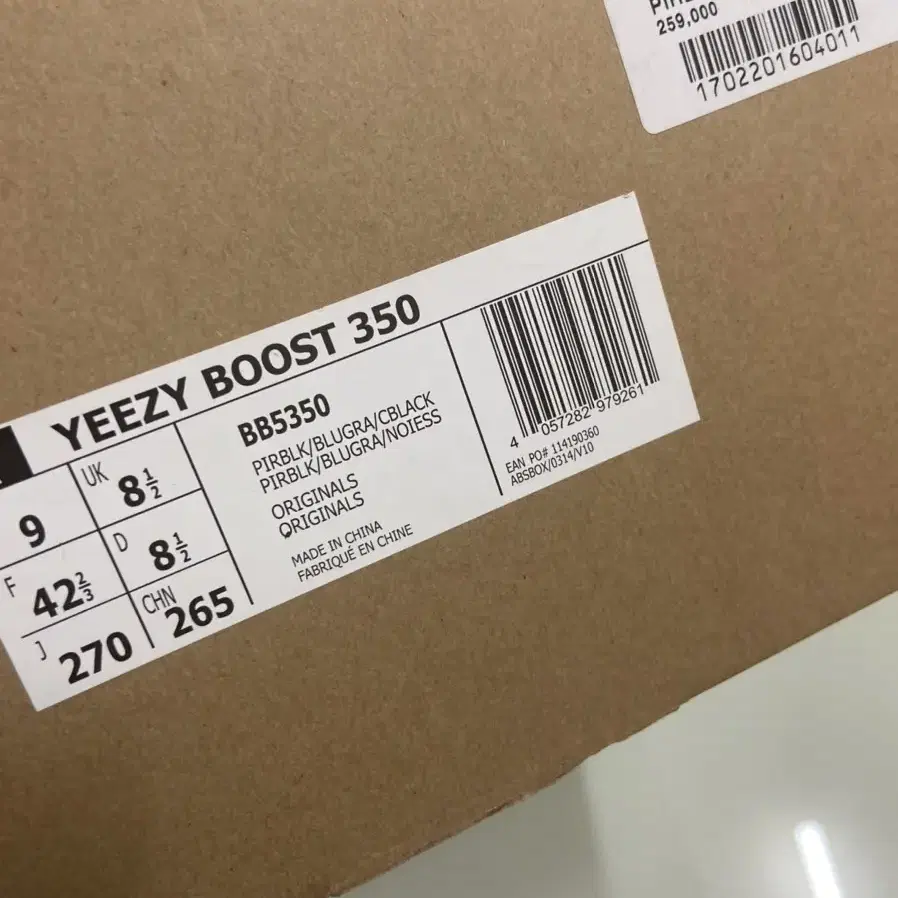 259,000
1702201604011
YEEZY BOOST 350
9
UK 8½
F 42⅔
D 8½
J 270
CHN 265
BB5350
PIRBLK/BLUGRA/CBLACK
PIRBLK/BLUGRA/NOIESS
ORIGINALS
ORIGINALS
MADE IN CHINA
FABRIQUÉ EN CHINE
4 057282 979261
EAN PO# 114190360
ABSBOX/0314/V10